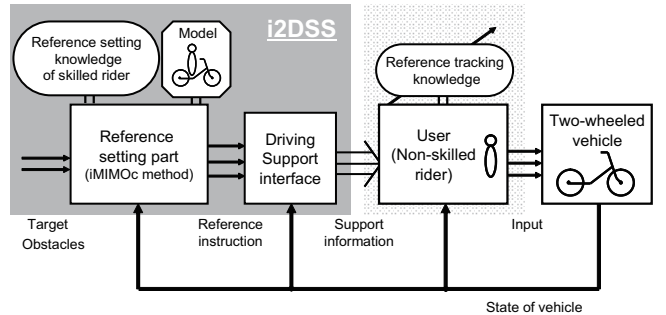 i2DSS
Reference setting
knowledge
of skilled rider
Model
Reference tracking
knowledge
Reference
setting part
(iMIMOc method)
Driving
Support
interface
User
(Non-skilled
rider)
Two-wheeled
vehicle
Target
Obstacles
Reference
instruction
Support
information
Input
State of vehicle